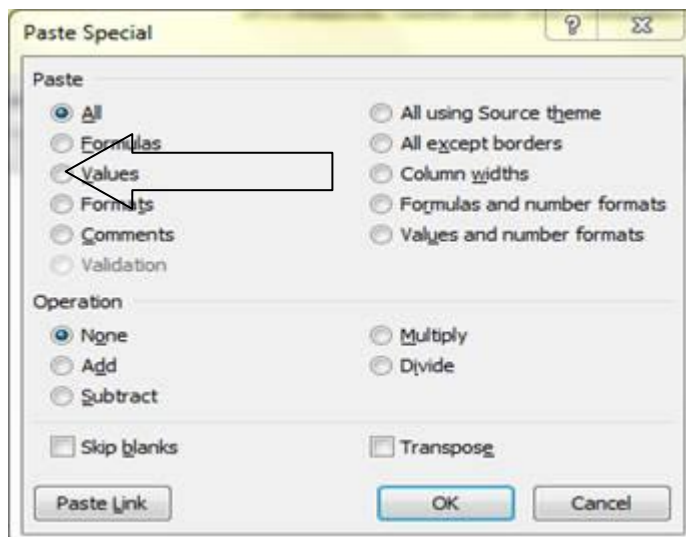 Paste Special
Paste
All
Formulas
Values
Formats
Comments
Validation
All using Source theme
All except borders
Column widths
Formulas and number formats
Values and number formats
Operation
None
Add
Subtract
Multiply
Divide
Skip blanks
Transpose
Paste Link
OK
Cancel